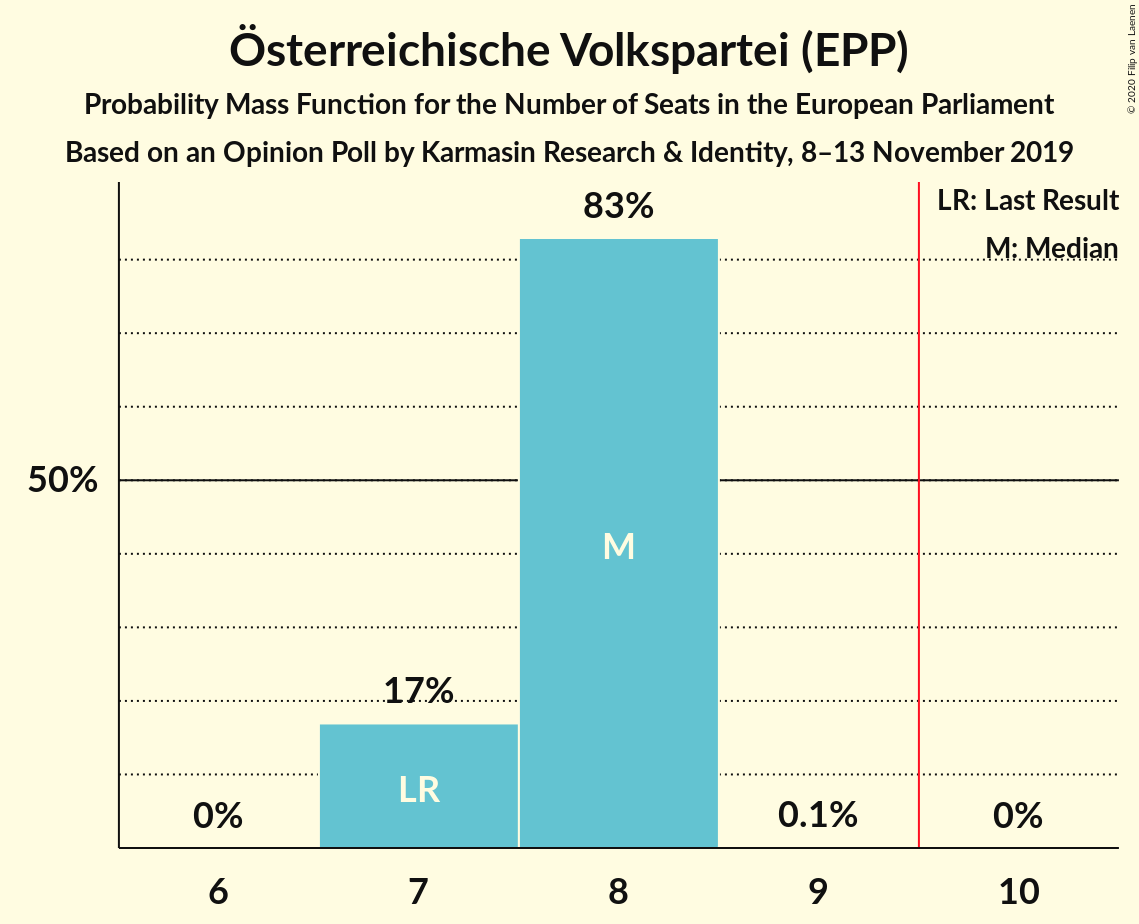 Österreichische Volkspartei (EPP)
Probability Mass Function for the Number of Seats in the European Parliament
Based on an Opinion Poll by Karmasin Research & Identity, 8–13 November 2019
© 2020 Filip van Laenen
LR: Last Result
M: Median
83%
50%
M
17%
LR
0%
0.1%
0%
6
7
8
9
10